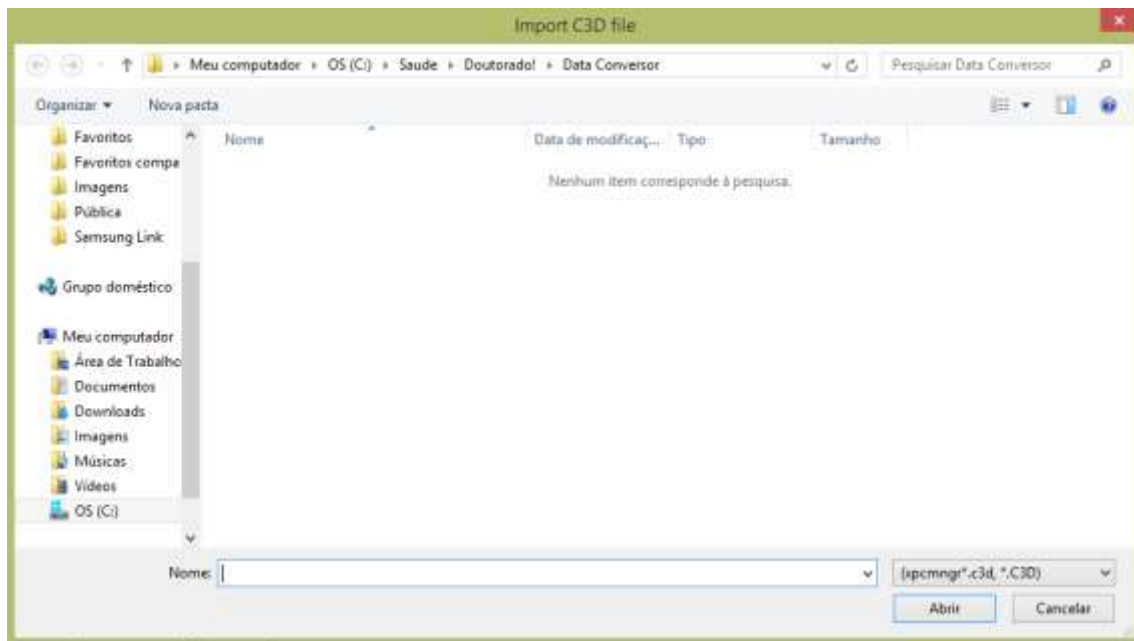 Import C3D file
Meu computador OS (C:) Saude Doutorado! Data Conversor
Pesquisar Data Conversor
Organizar Nova pasta
Favoritos
Favoritos compa
Imagens
Pública
Samsung Link
Grupo doméstico
Meu computador
Área de Trabalho
Documentos
Downloads
Imagens
Músicas
Vídeos
OS (C:)
Nome Data de modificaç... Tipo Tamanho
Nenhum item corresponde à pesquisa.
Nome:
(xpcmngr*.c3d, *.C3D)
Abrir Cancelar